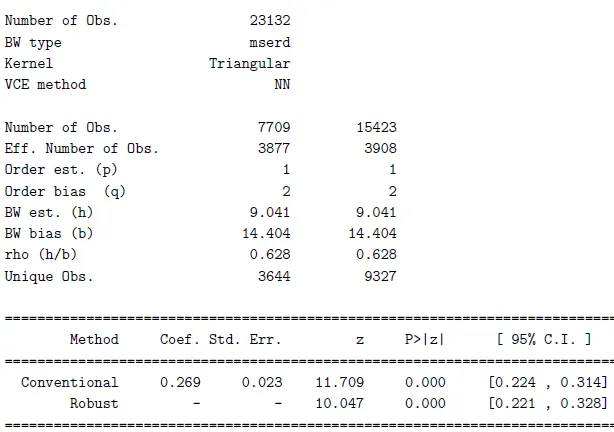 Number of Obs. 23132
BW type mserd
Kernel Triangular
VCE method NN
Number of Obs. 7709 15423
Eff. Number of Obs. 3877 3908
Order est. (p) 1 1
Order bias (q) 2 2
BW est. (h) 9.041 9.041
BW bias (b) 14.404 14.404
rho (h/b) 0.628 0.628
Unique Obs. 3644 9327
=============================================================================
Method Coef. Std. Err. z P>|z| [ 95% C.I. ]
=============================================================================
Conventional 0.269 0.023 11.709 0.000 [0.224 , 0.314]
Robust - - 10.047 0.000 [0.221 , 0.328]
=============================================================================